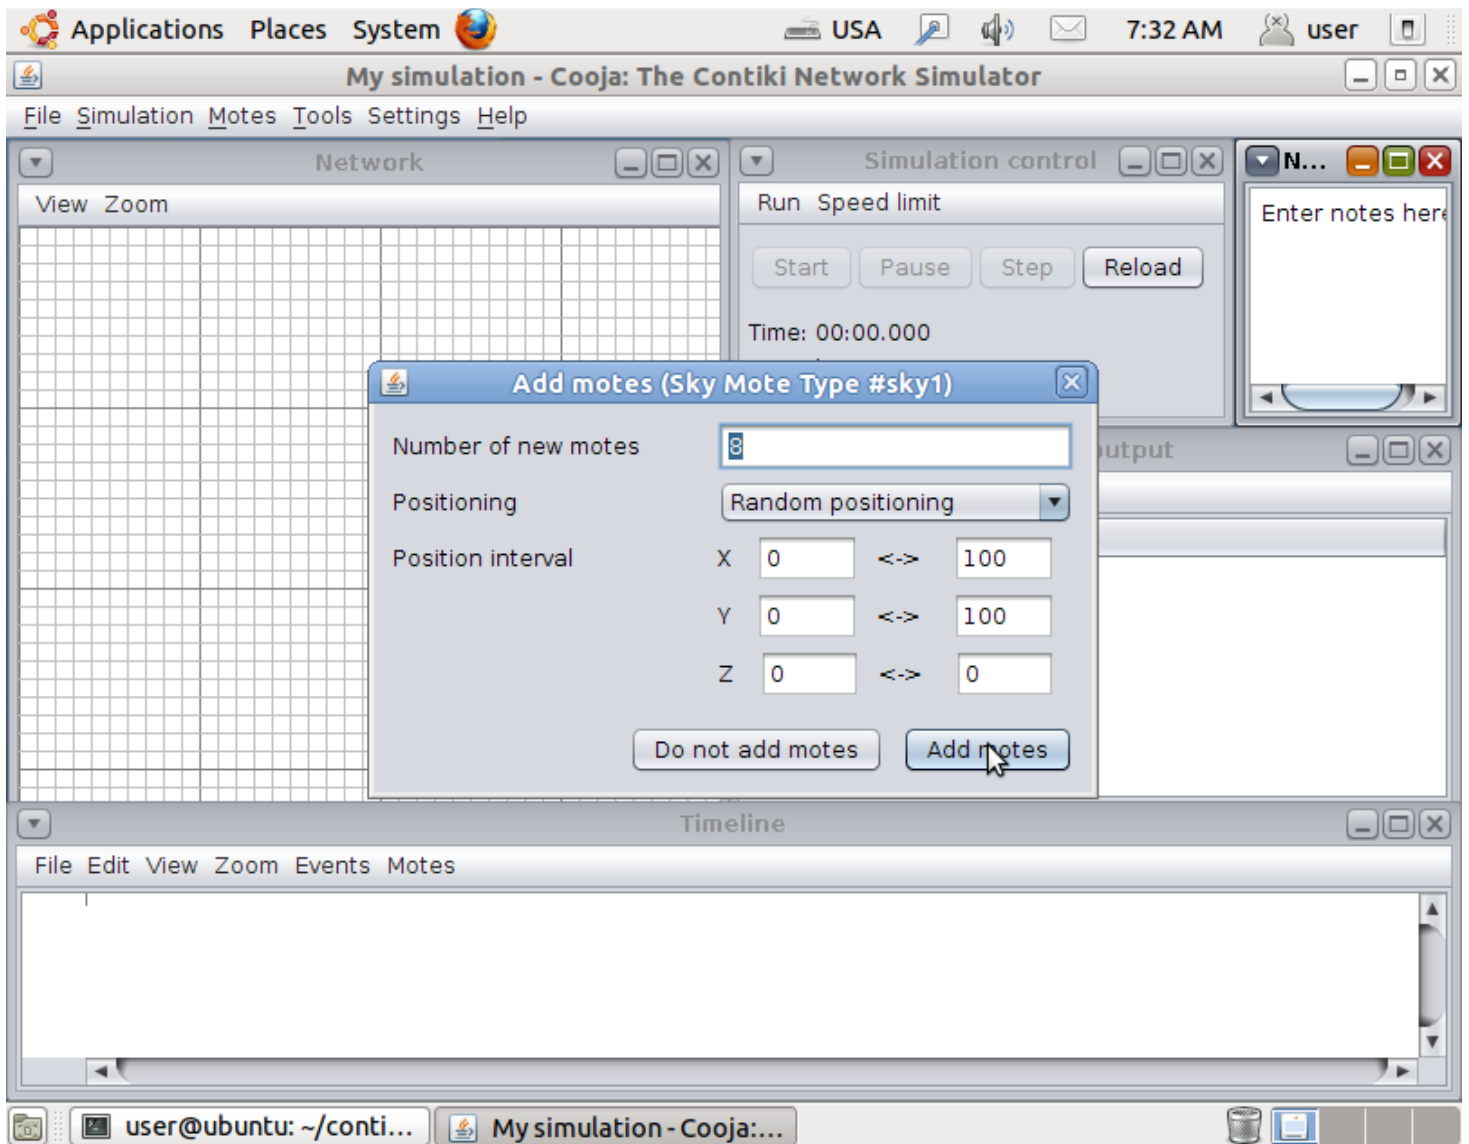 Applications Places System USA 7:32 AM user
My simulation - Cooja: The Contiki Network Simulator
File Simulation Motes Tools Settings Help
Network
View Zoom
Simulation control
Run Speed limit
Start Pause Step Reload
Time: 00:00.000
N...
Enter notes here
utput
Add motes (Sky Mote Type #sky1)
Number of new motes 8
Positioning Random positioning
Position interval X 0 <-> 100
Y 0 <-> 100
Z 0 <-> 0
Do not add motes Add motes
Timeline
File Edit View Zoom Events Motes
user@ubuntu: ~/conti... My simulation - Cooja:...